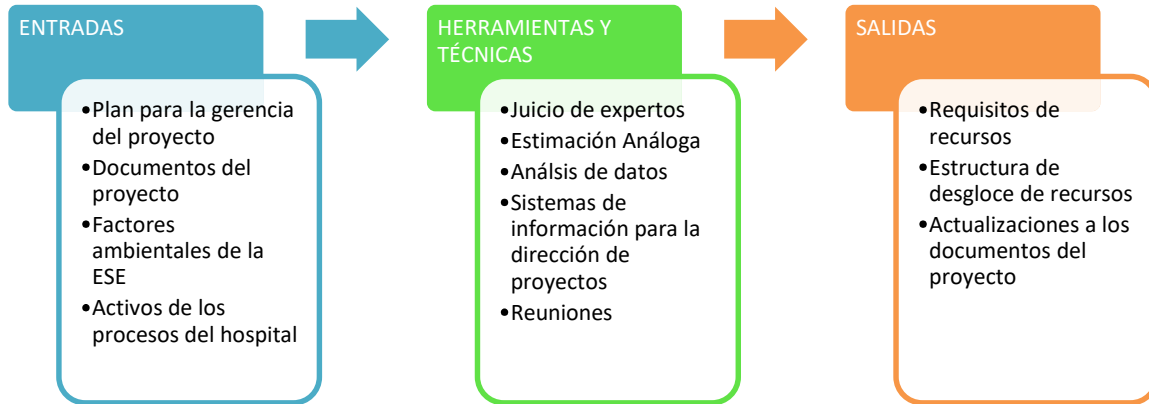 ENTRADAS
•Plan para la gerencia
del proyecto
•Documentos del
proyecto
•Factores
ambientales de la
ESE
•Activos de los
procesos del hospital
HERRAMIENTAS Y
TÉCNICAS
•Juicio de expertos
•Estimación Análoga
•Análsis de datos
•Sistemas de
información para la
dirección de
proyectos
•Reuniones
SALIDAS
•Requisitos de
recursos
•Estructura de
desgloce de recursos
•Actualizaciones a los
documentos del
proyecto